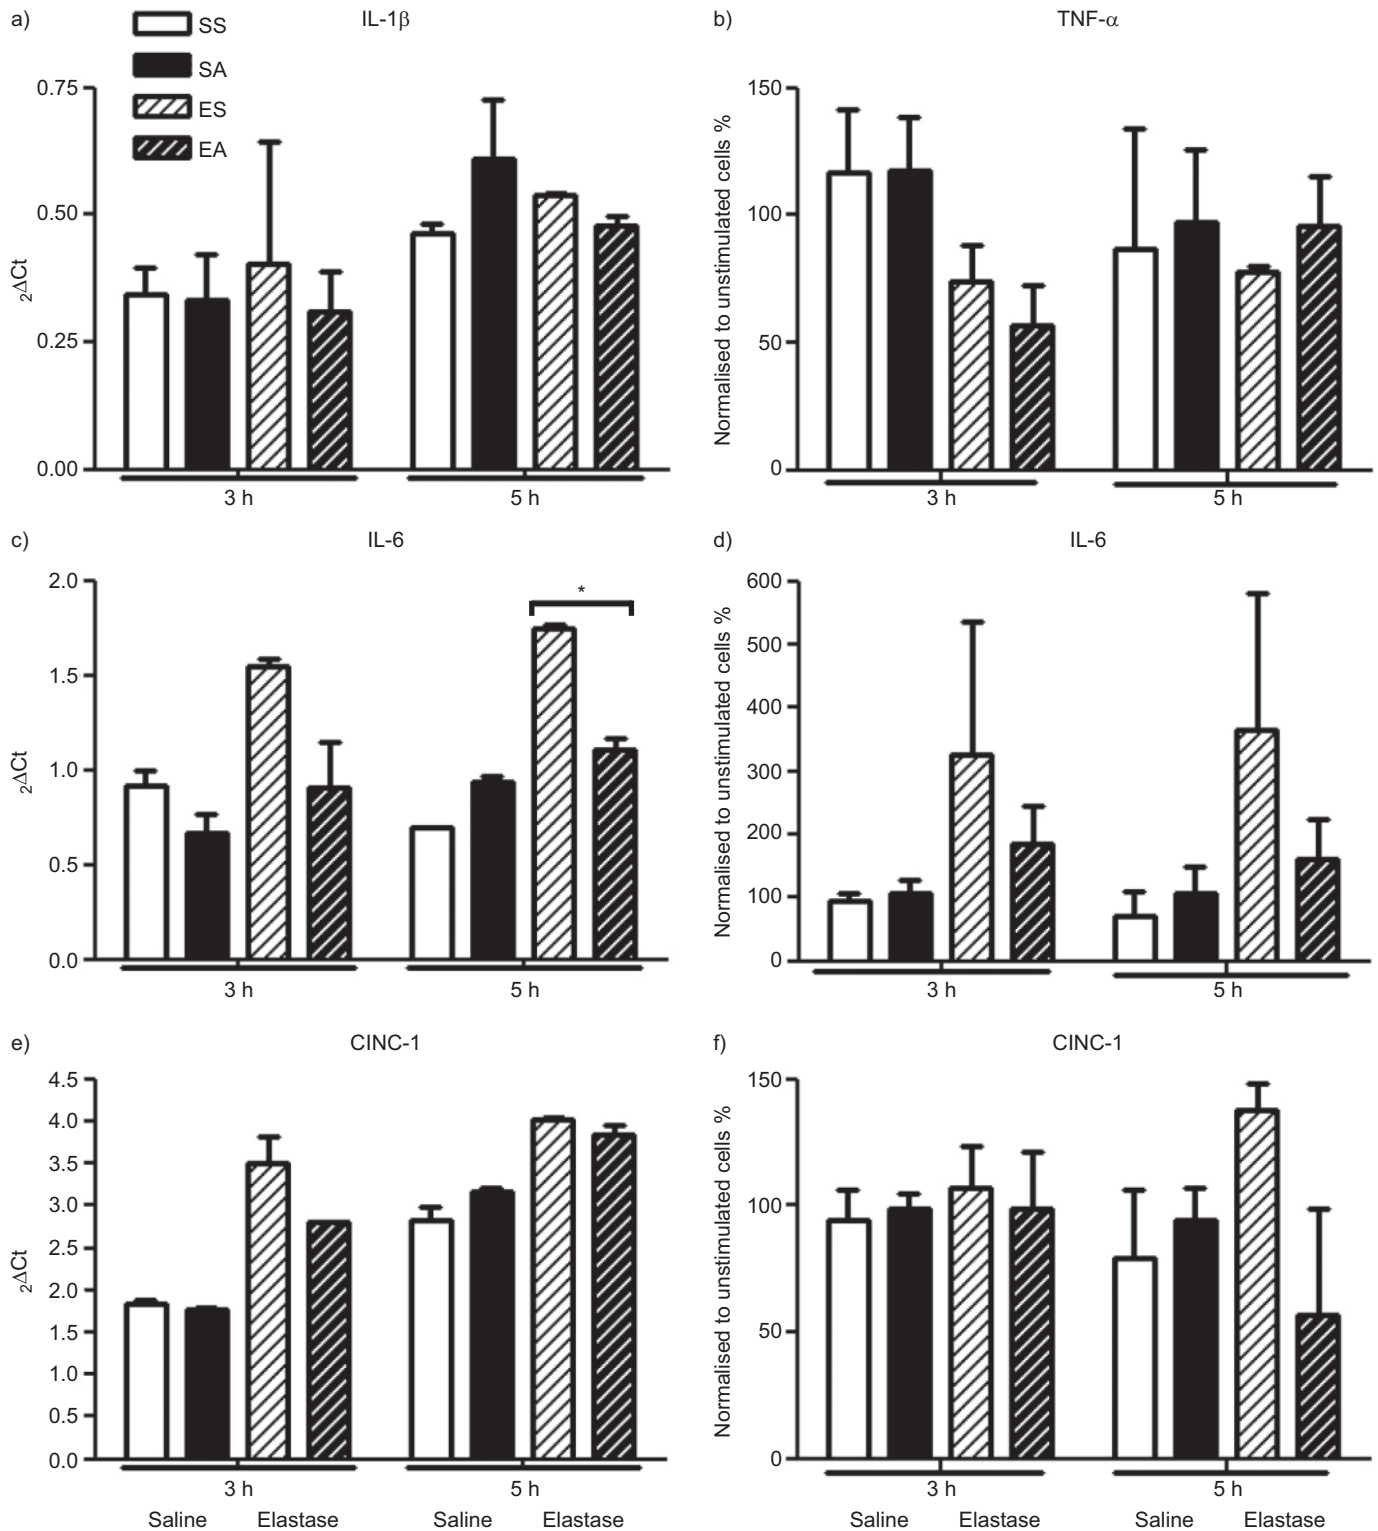 a) IL-1β
SS
SA
ES
EA
0.75
0.50
0.25
0.00
2ΔCt
3 h 5 h
b) TNF-α
150
100
50
0
Normalised to unstimulated cells %
3 h 5 h
c) IL-6
2.0
1.5
1.0
0.5
0.0
2ΔCt
*
3 h 5 h
d) IL-6
600
500
400
300
200
100
0
Normalised to unstimulated cells %
3 h 5 h
e) CINC-1
4.5
4.0
3.5
3.0
2.5
2.0
1.5
1.0
0.5
0.0
2ΔCt
3 h 5 h
Saline Elastase Saline Elastase
f) CINC-1
150
100
50
0
Normalised to unstimulated cells %
3 h 5 h
Saline Elastase Saline Elastase